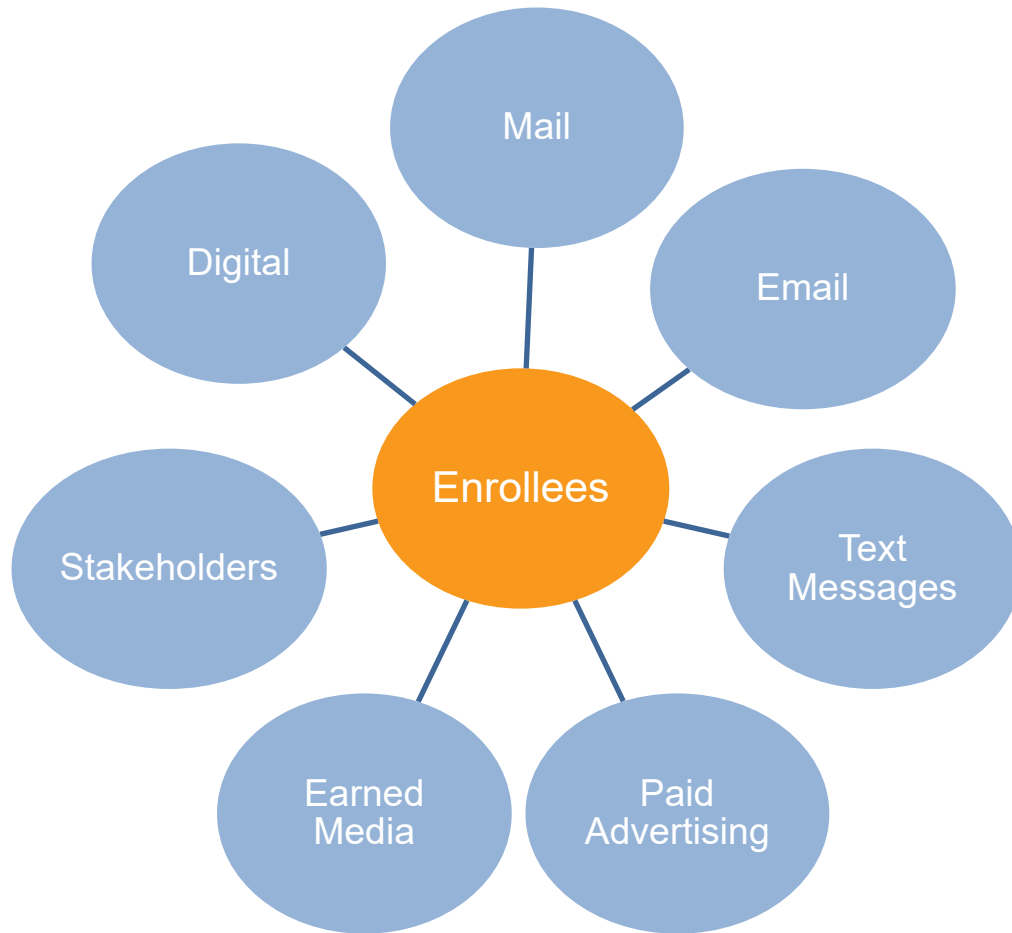 Mail
Digital
Email
Enrollees
Stakeholders
Text
Messages
Earned
Media
Paid
Advertising